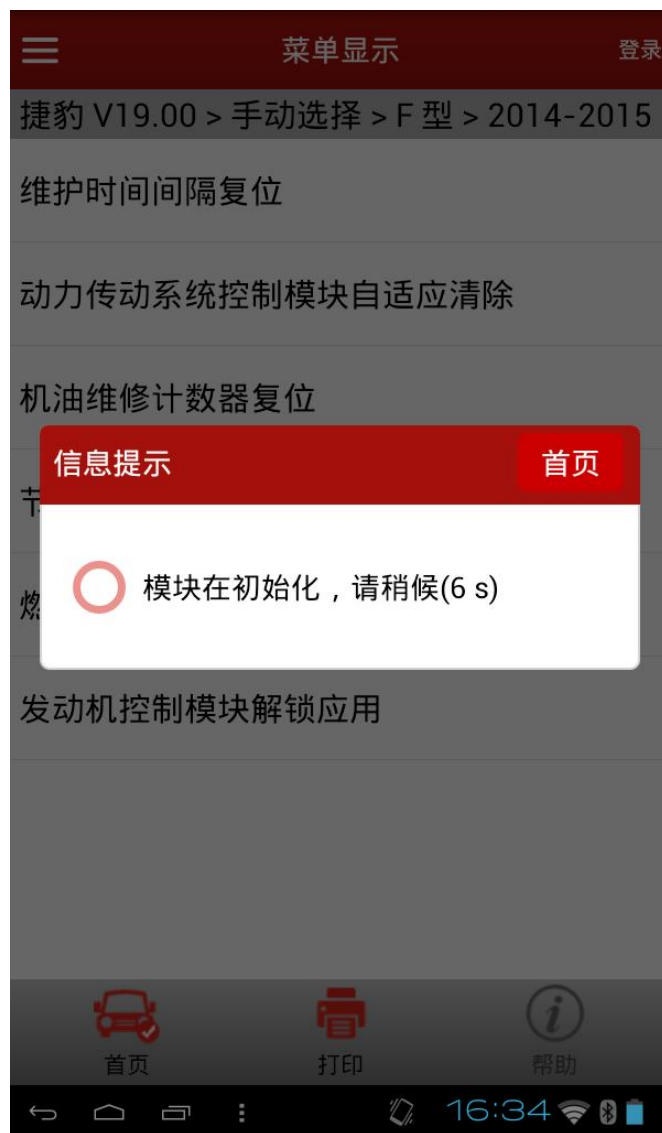 菜单显示
登录
捷豹 V19.00 > 手动选择 > F 型 > 2014-2015
维护时间间隔复位
动力传动系统控制模块自适应清除
机油维修计数器复位
信息提示
首页
节
模块在初始化，请稍候(6 s)
燃
发动机控制模块解锁应用
首页
打印
帮助
16:34